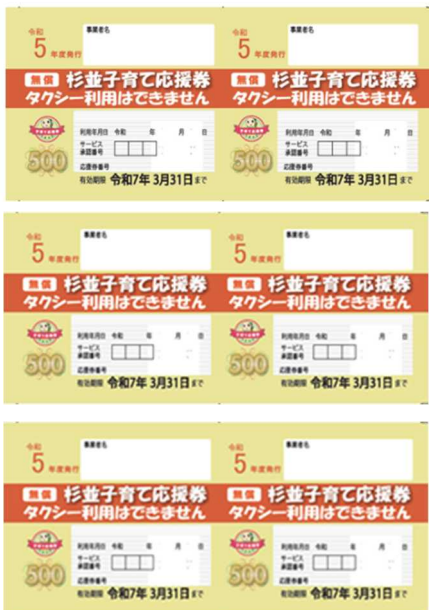 令和 事業者名 令和 事業者名
5年度発行 5年度発行
無償 杉並子育て応援券 無償 杉並子育て応援券
タクシー利用はできません タクシー利用はできません
利用年月日 令和 年 月 日 利用年月日 令和 年 月 日
500 サービス承認番号 500 サービス承認番号
応援券番号 応援券番号
有効期限 令和7年 3月31日まで 有効期限 令和7年 3月31日まで
令和 事業者名 令和 事業者名
5年度発行 5年度発行
無償 杉並子育て応援券 無償 杉並子育て応援券
タクシー利用はできません タクシー利用はできません
利用年月日 令和 年 月 日 利用年月日 令和 年 月 日
500 サービス承認番号 500 サービス承認番号
応援券番号 応援券番号
有効期限 令和7年 3月31日まで 有効期限 令和7年 3月31日まで
令和 事業者名 令和 事業者名
5年度発行 5年度発行
無償 杉並子育て応援券 無償 杉並子育て応援券
タクシー利用はできません タクシー利用はできません
利用年月日 令和 年 月 日 利用年月日 令和 年 月 日
500 サービス承認番号 500 サービス承認番号
応援券番号 応援券番号
有効期限 令和7年 3月31日まで 有効期限 令和7年 3月31日まで